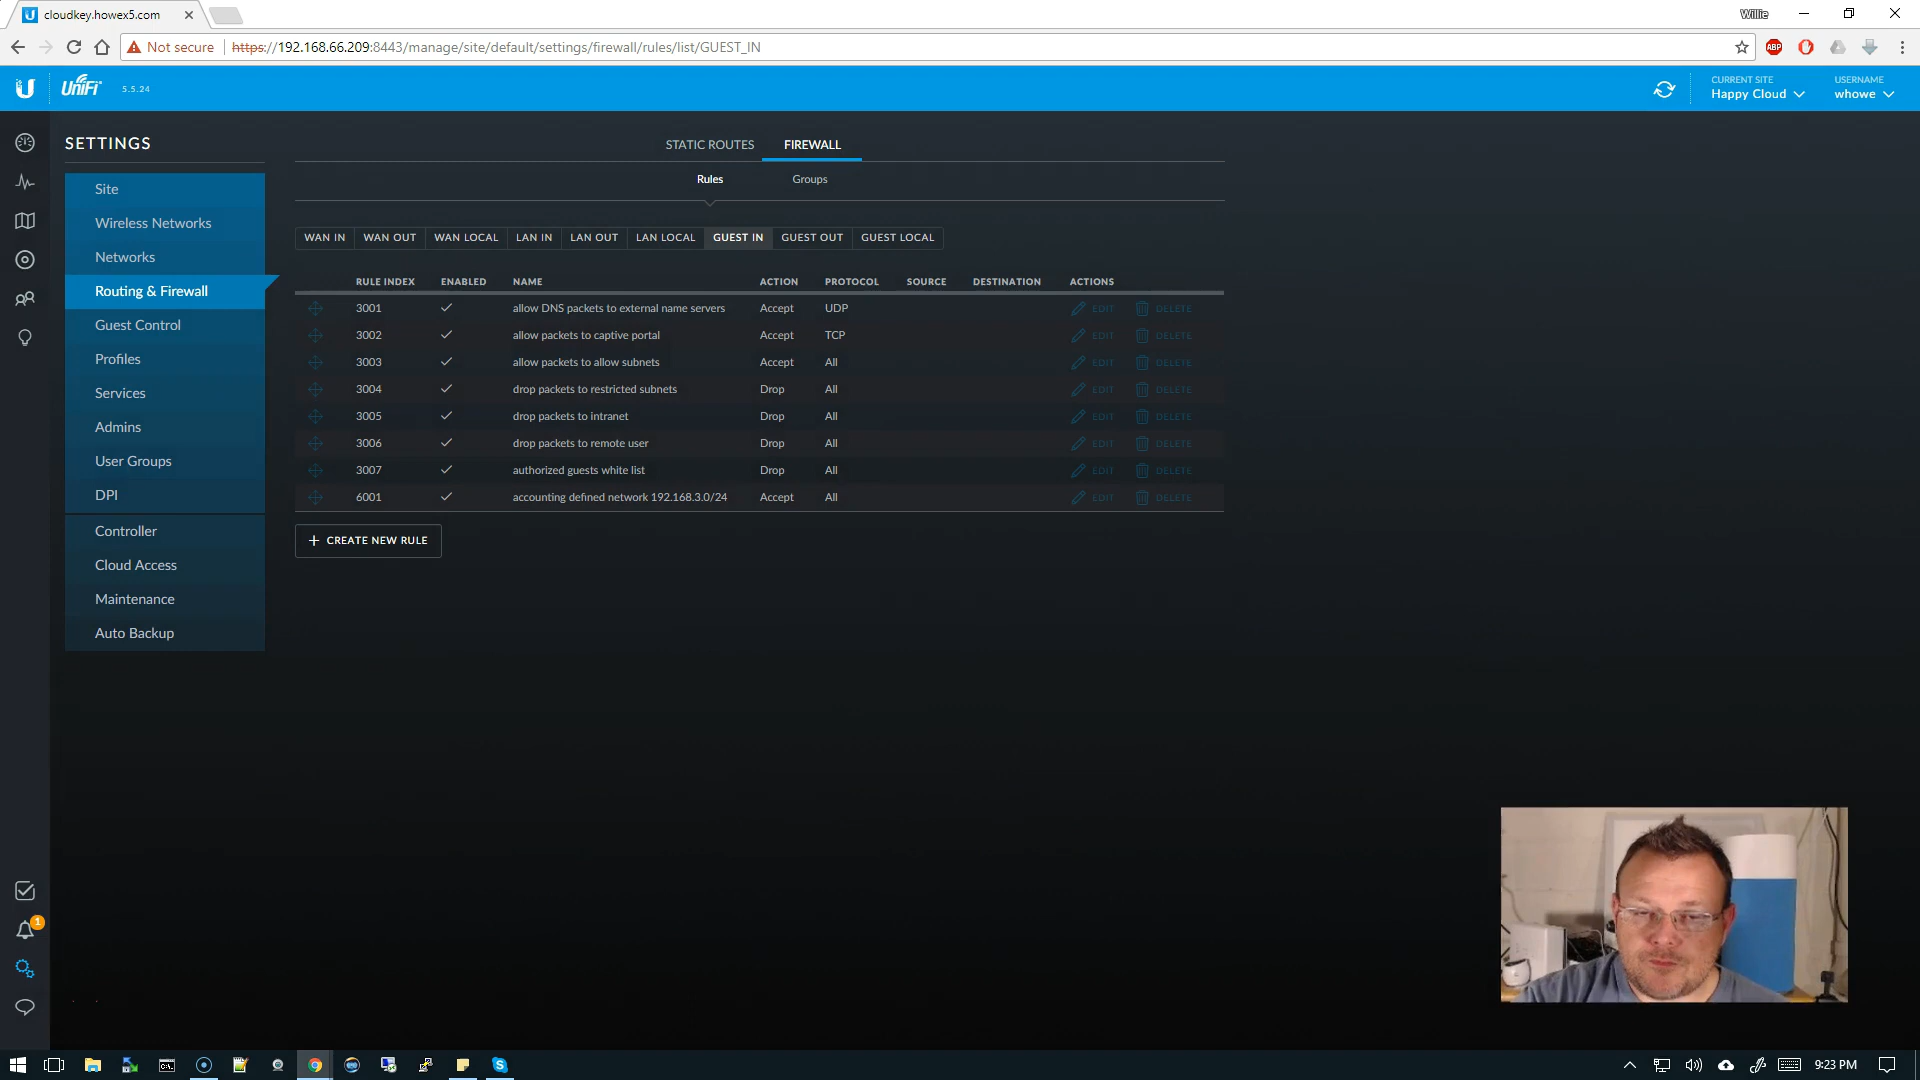 cloudkey.howex5.com
Willie
Not secure https://192.168.66.209:8443/manage/site/default/settings/firewall/rules/list/GUEST_IN
ABP
U UniFi 5.5.24
CURRENT SITE
Happy Cloud
USERNAME
whowe
SETTINGS
Site
Wireless Networks
Networks
Routing & Firewall
Guest Control
Profiles
Services
Admins
User Groups
DPI
Controller
Cloud Access
Maintenance
Auto Backup
STATIC ROUTES FIREWALL
Rules Groups
WAN IN WAN OUT WAN LOCAL LAN IN LAN OUT LAN LOCAL GUEST IN GUEST OUT GUEST LOCAL
RULE INDEX ENABLED NAME ACTION PROTOCOL SOURCE DESTINATION ACTIONS
3001 allow DNS packets to external name servers Accept UDP EDIT DELETE
3002 allow packets to captive portal Accept TCP EDIT DELETE
3003 allow packets to allow subnets Accept All EDIT DELETE
3004 drop packets to restricted subnets Drop All EDIT DELETE
3005 drop packets to intranet Drop All EDIT DELETE
3006 drop packets to remote user Drop All EDIT DELETE
3007 authorized guests white list Drop All EDIT DELETE
6001 accounting defined network 192.168.3.0/24 Accept All EDIT DELETE
+ CREATE NEW RULE
1
9:23 PM